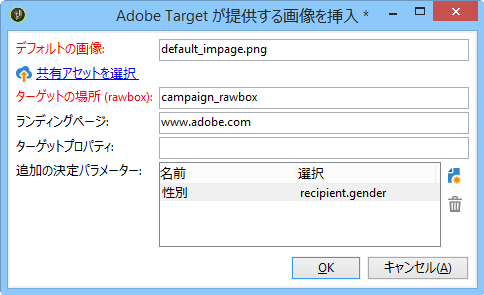 Adobe Target が提供する画像を挿入 *
デフォルトの画像: default_impage.png
共有アセットを選択
ターゲットの場所 (rawbox): campaign_rawbox
ランディングページ: www.adobe.com
ターゲットプロパティ:
追加の決定パラメーター:
名前 選択
性別 recipient.gender
OK キャンセル(A)